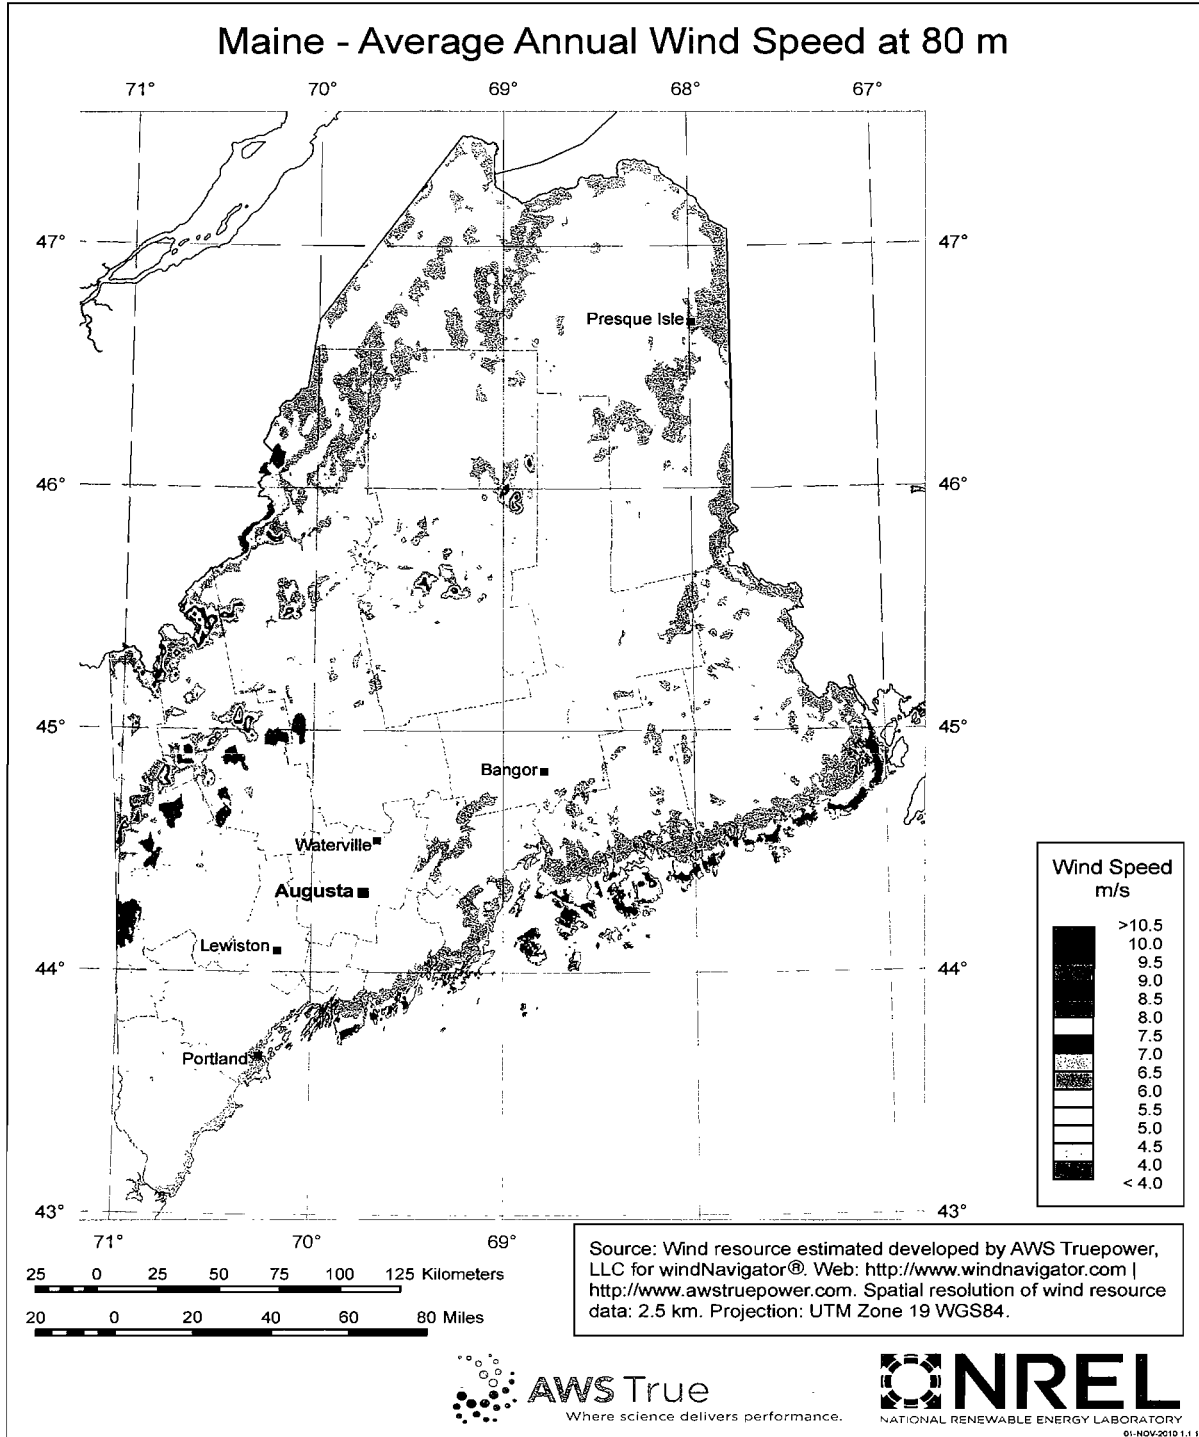 Maine - Average Annual Wind Speed at 80 m
71° 70° 69° 68° 67°
47° 47°
Presque Isle
46° 46°
45° 45°
Bangor
Waterville
Augusta
Lewiston
44° 44°
Portland
43° 43°
71° 70° 69°
Wind Speed
m/s
>10.5
10.0
9.5
9.0
8.5
8.0
7.5
7.0
6.5
6.0
5.5
5.0
4.5
4.0
< 4.0
25 0 25 50 75 100 125 Kilometers
20 0 20 40 60 80 Miles
Source: Wind resource estimated developed by AWS Truepower,
LLC for windNavigator®. Web: http://www.windnavigator.com |
http://www.awstruepower.com. Spatial resolution of wind resource
data: 2.5 km. Projection: UTM Zone 19 WGS84.
AWS True
Where science delivers performance.
NREL
NATIONAL RENEWABLE ENERGY LABORATORY
01-NOV-2010 1.1.1